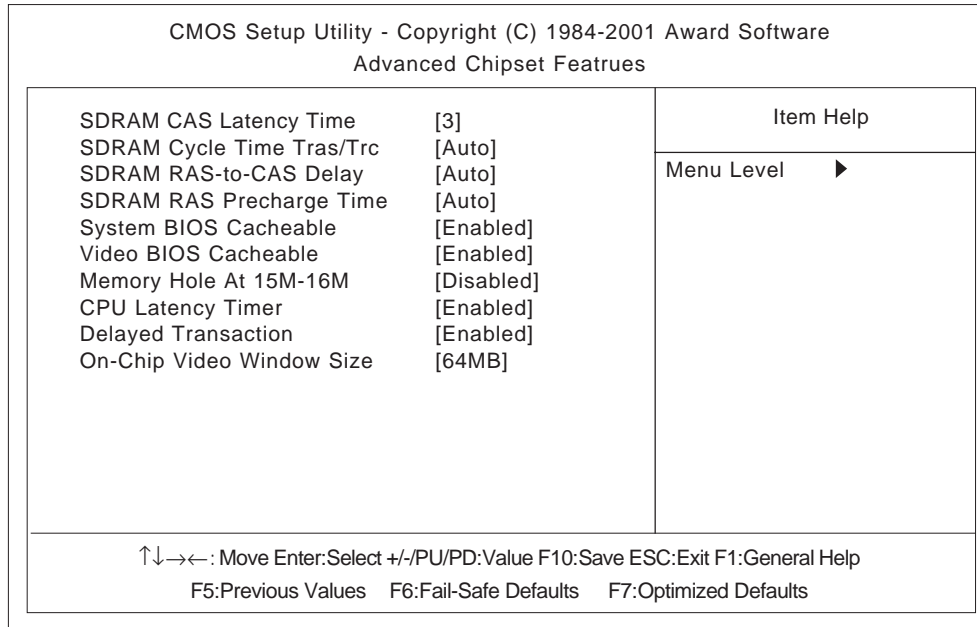 CMOS Setup Utility - Copyright (C) 1984-2001 Award Software
Advanced Chipset Featrues
SDRAM CAS Latency Time [3]
SDRAM Cycle Time Tras/Trc [Auto]
SDRAM RAS-to-CAS Delay [Auto]
SDRAM RAS Precharge Time [Auto]
System BIOS Cacheable [Enabled]
Video BIOS Cacheable [Enabled]
Memory Hole At 15M-16M [Disabled]
CPU Latency Timer [Enabled]
Delayed Transaction [Enabled]
On-Chip Video Window Size [64MB]
Item Help
Menu Level ▶
↑↓→←: Move Enter:Select +/-/PU/PD:Value F10:Save ESC:Exit F1:General Help
F5:Previous Values F6:Fail-Safe Defaults F7:Optimized Defaults